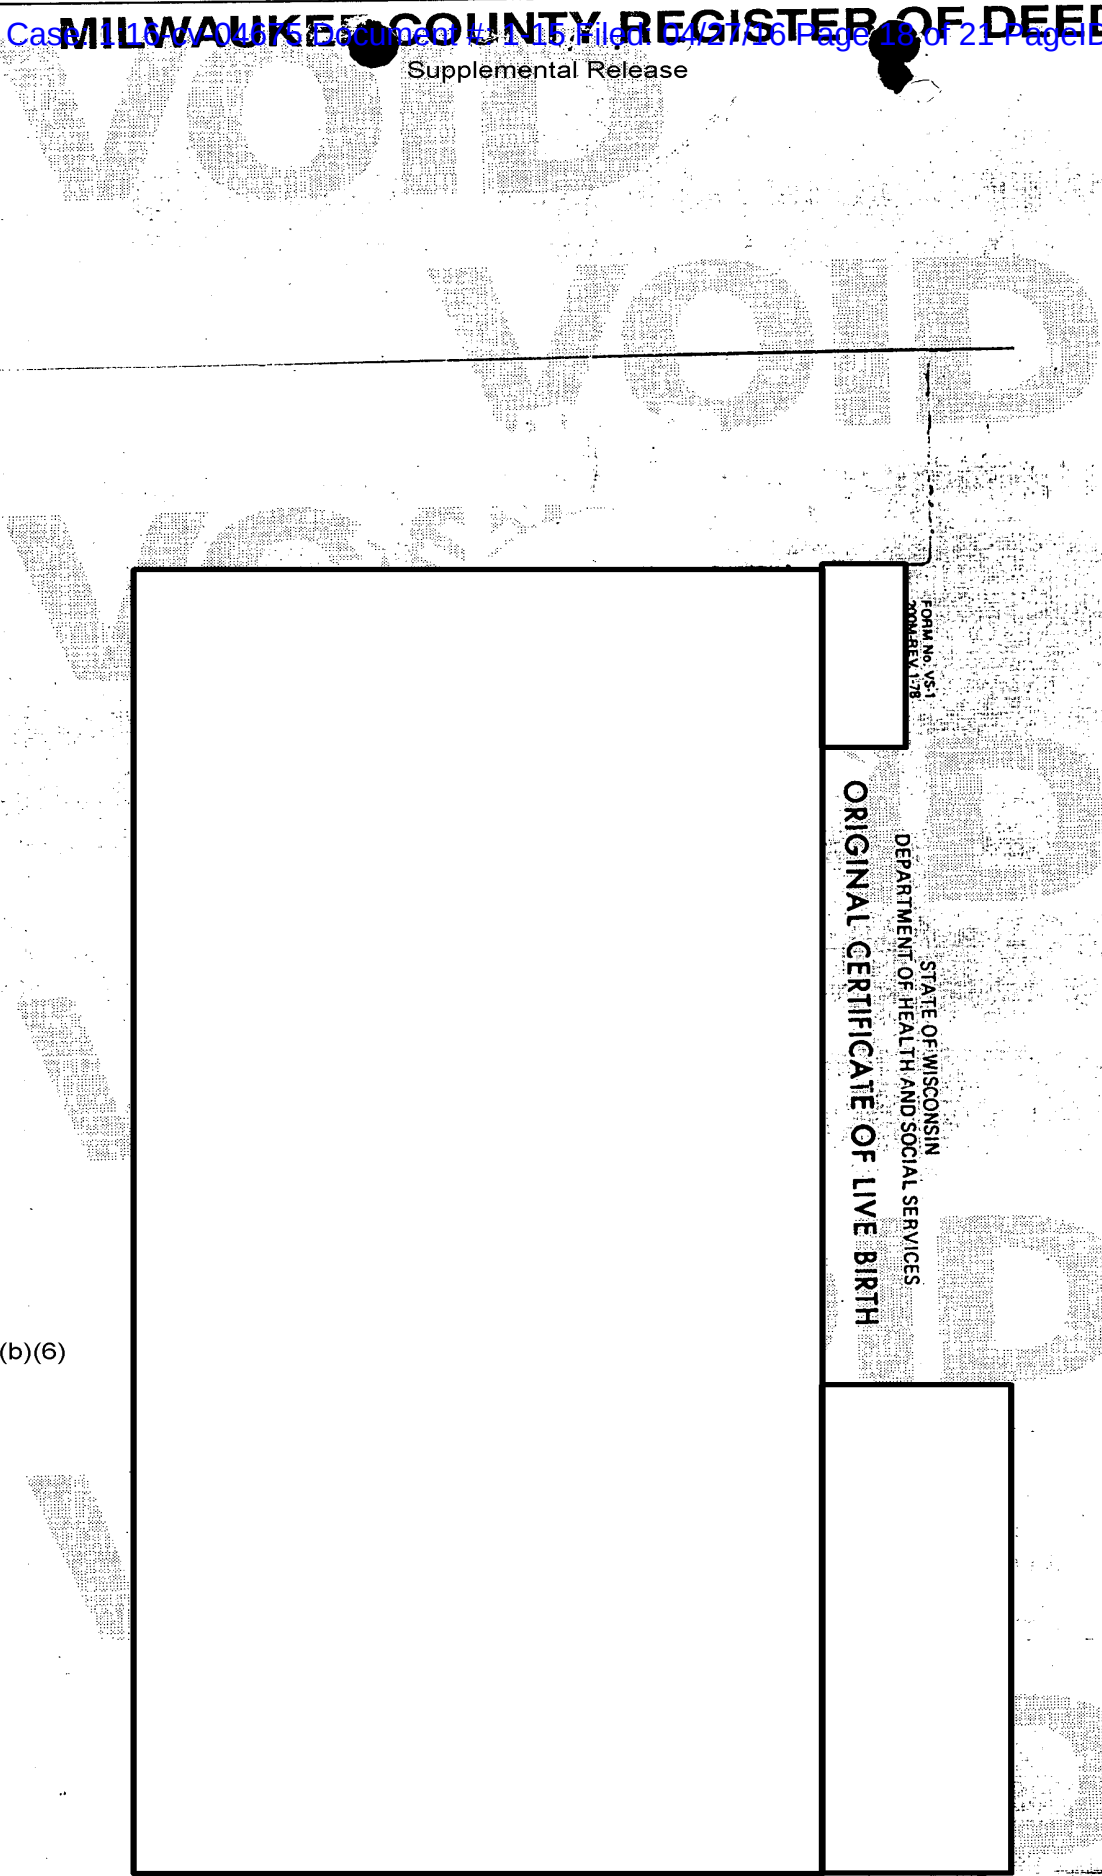 MILWAUKEE COUNTY REGISTER OF DEED
Case: 1:16-cv-04675 Document #: 1-15 Filed: 04/27/16 Page 18 of 21 PageID
Supplemental Release
VOID
VOID
FORM No. VS-1
200M-REV. 1-78
STATE OF WISCONSIN
DEPARTMENT OF HEALTH AND SOCIAL SERVICES
ORIGINAL CERTIFICATE OF LIVE BIRTH
(b)(6)